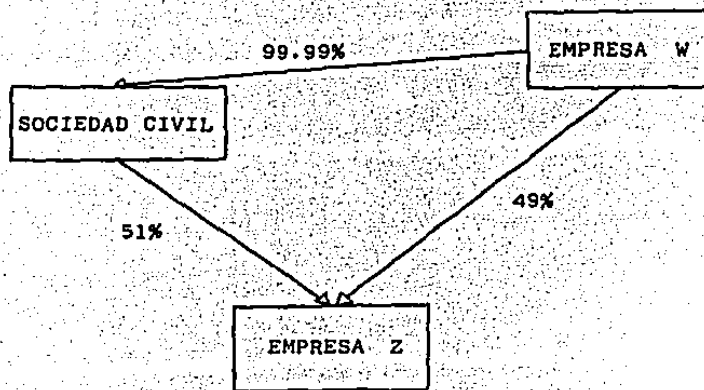 99.99%
EMPRESA W
SOCIEDAD CIVIL
51%
49%
EMPRESA Z